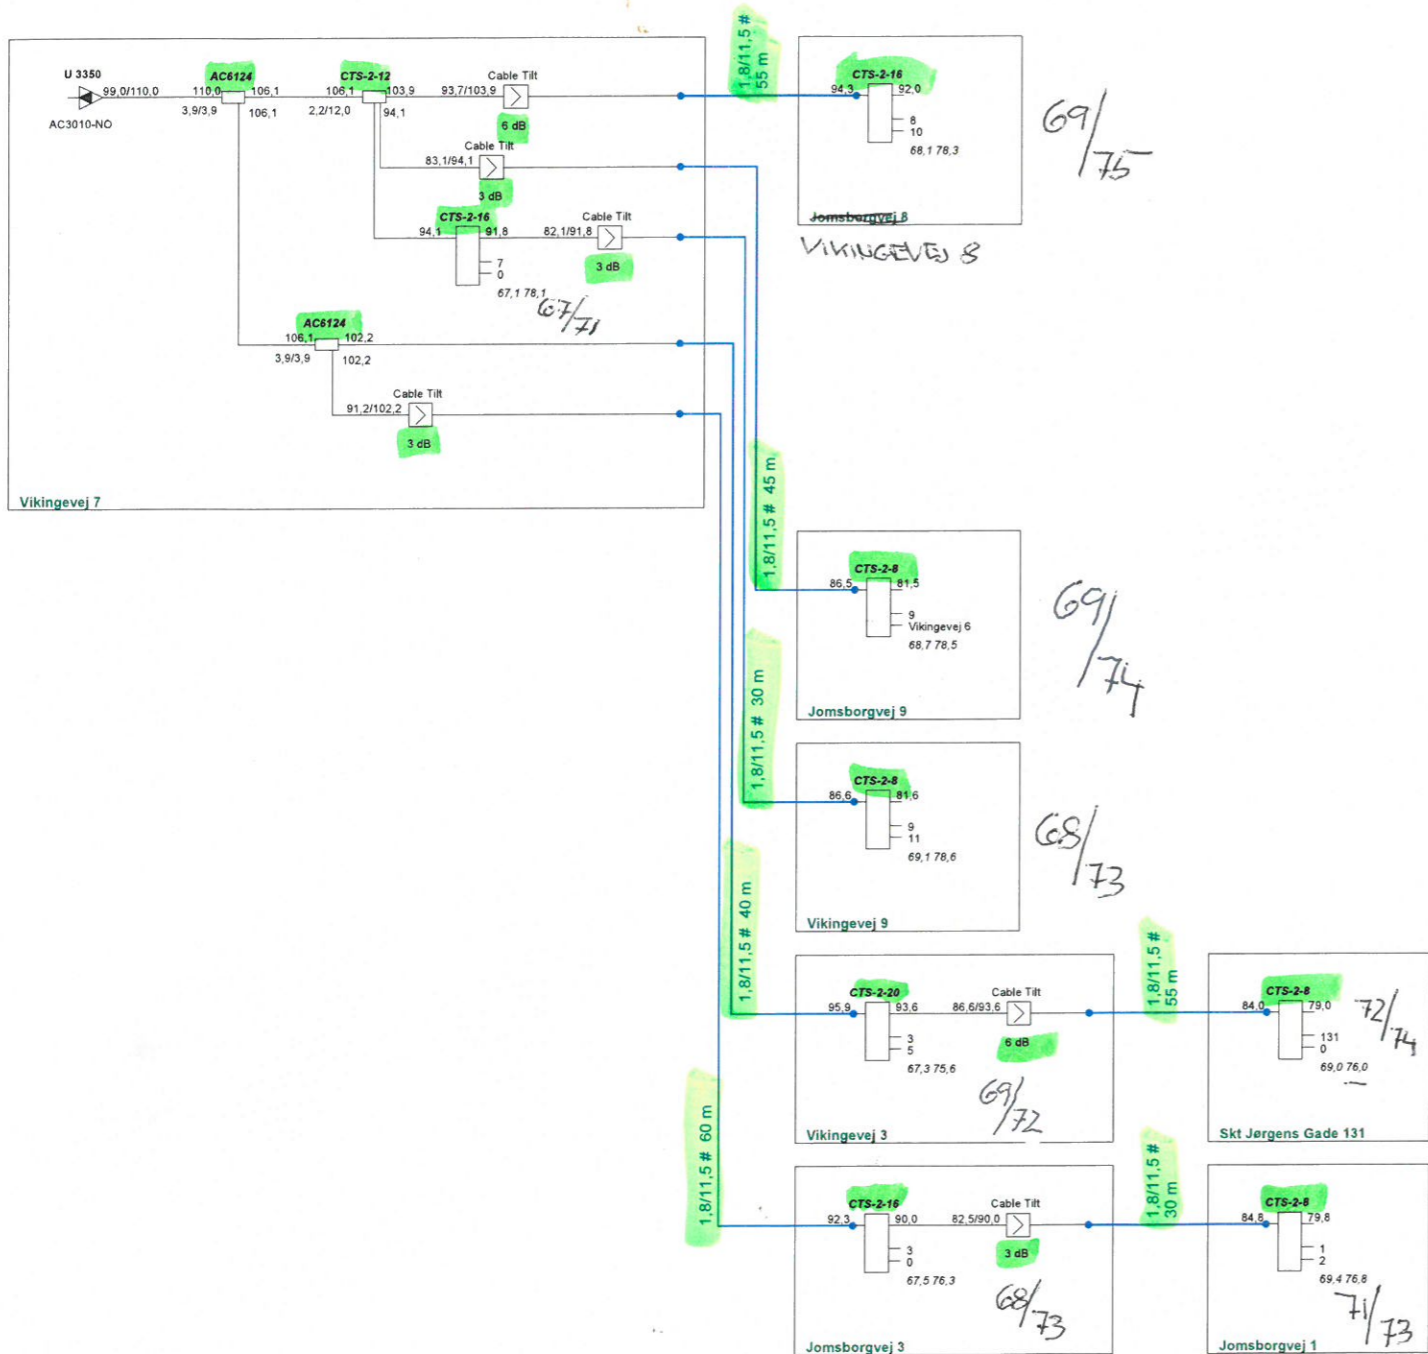 U 3350
99,0/110,0
AC3010-NO
AC6124
110,0 106,1
3,9/3,9 106,1
CTS-2-12
106,1 103,9
2,2/12,0 94,1
93,7/103,9
Cable Tilt
6 dB
83,1/94,1
Cable Tilt
3 dB
CTS-2-16
94,1 91,8
7
0
67,1 78,1
67/71
82,1/91,8
Cable Tilt
3 dB
AC6124
106,1 102,2
3,9/3,9 102,2
91,2/102,2
Cable Tilt
3 dB
Vikingevej 7
1,8/11,5 #
55 m
CTS-2-16
94,3 92,0
8
10
68,1 78,3
Jomsborgvej 8
VIKINGEVEJ 8
69/75
1,8/11,5 # 45 m
CTS-2-8
86,5 81,5
9
Vikingevej 6
68,7 78,5
Jomsborgvej 9
69/74
1,8/11,5 # 30 m
CTS-2-8
86,6 81,6
9
11
69,1 78,6
Vikingevej 9
68/73
1,8/11,5 # 40 m
CTS-2-20
95,9 93,6
3
5
67,3 75,6
86,6/93,6
Cable Tilt
6 dB
69/72
Vikingevej 3
1,8/11,5 #
55 m
CTS-2-8
84,0 79,0
131
0
69,0 76,0
72/74
Skt Jørgens Gade 131
1,8/11,5 # 60 m
CTS-2-16
92,3 90,0
3
0
67,5 76,3
82,5/90,0
Cable Tilt
3 dB
68/73
Jomsborgvej 3
1,8/11,5 #
30 m
CTS-2-8
84,8 79,8
1
2
69,4 76,8
71/73
Jomsborgvej 1